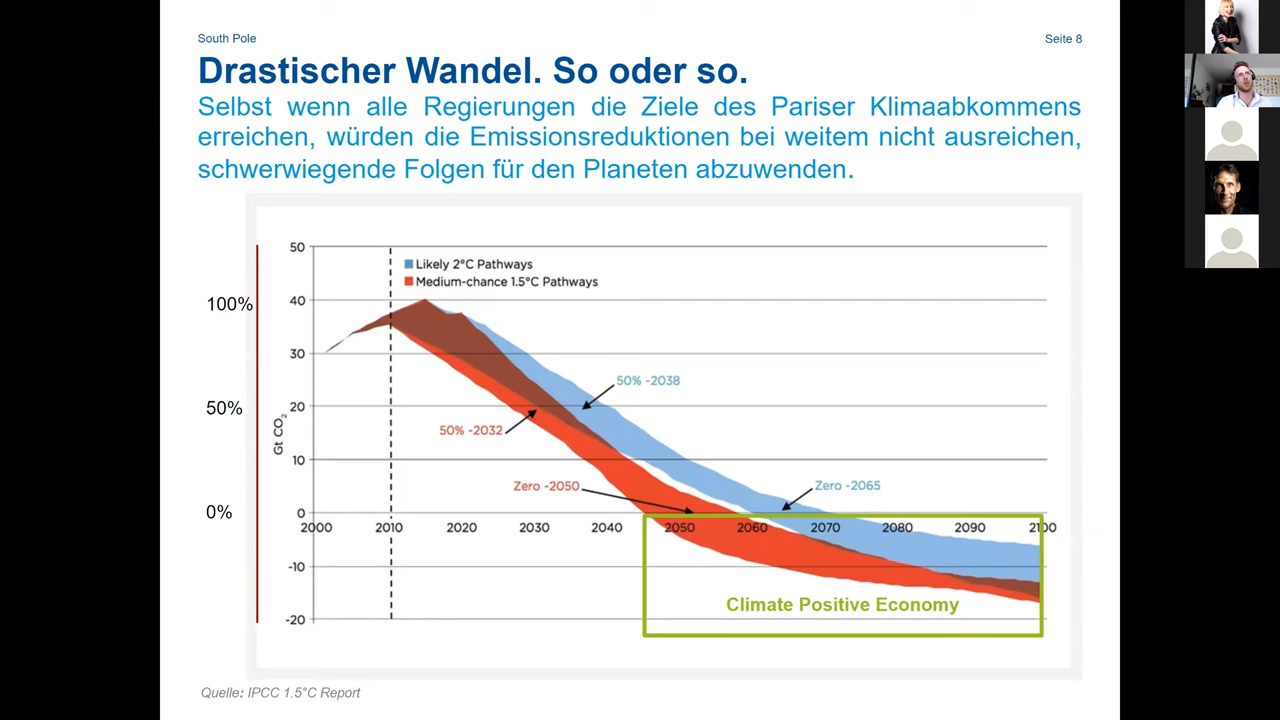 South Pole
Seite 8
Drastischer Wandel. So oder so.
Selbst wenn alle Regierungen die Ziele des Pariser Klimaabkommens
erreichen, würden die Emissionsreduktionen bei weitem nicht ausreichen,
schwerwiegende Folgen für den Planeten abzuwenden.
50
Likely 2°C Pathways
Medium-chance 1.5°C Pathways
100%
40
30
50% -2038
50%
20
50% -2032
Gt CO₂
10
Zero -2050
Zero -2065
0%
0
2000 2010 2020 2030 2040 2050 2060 2070 2080 2090 2100
-10
Climate Positive Economy
-20
Quelle: IPCC 1.5°C Report